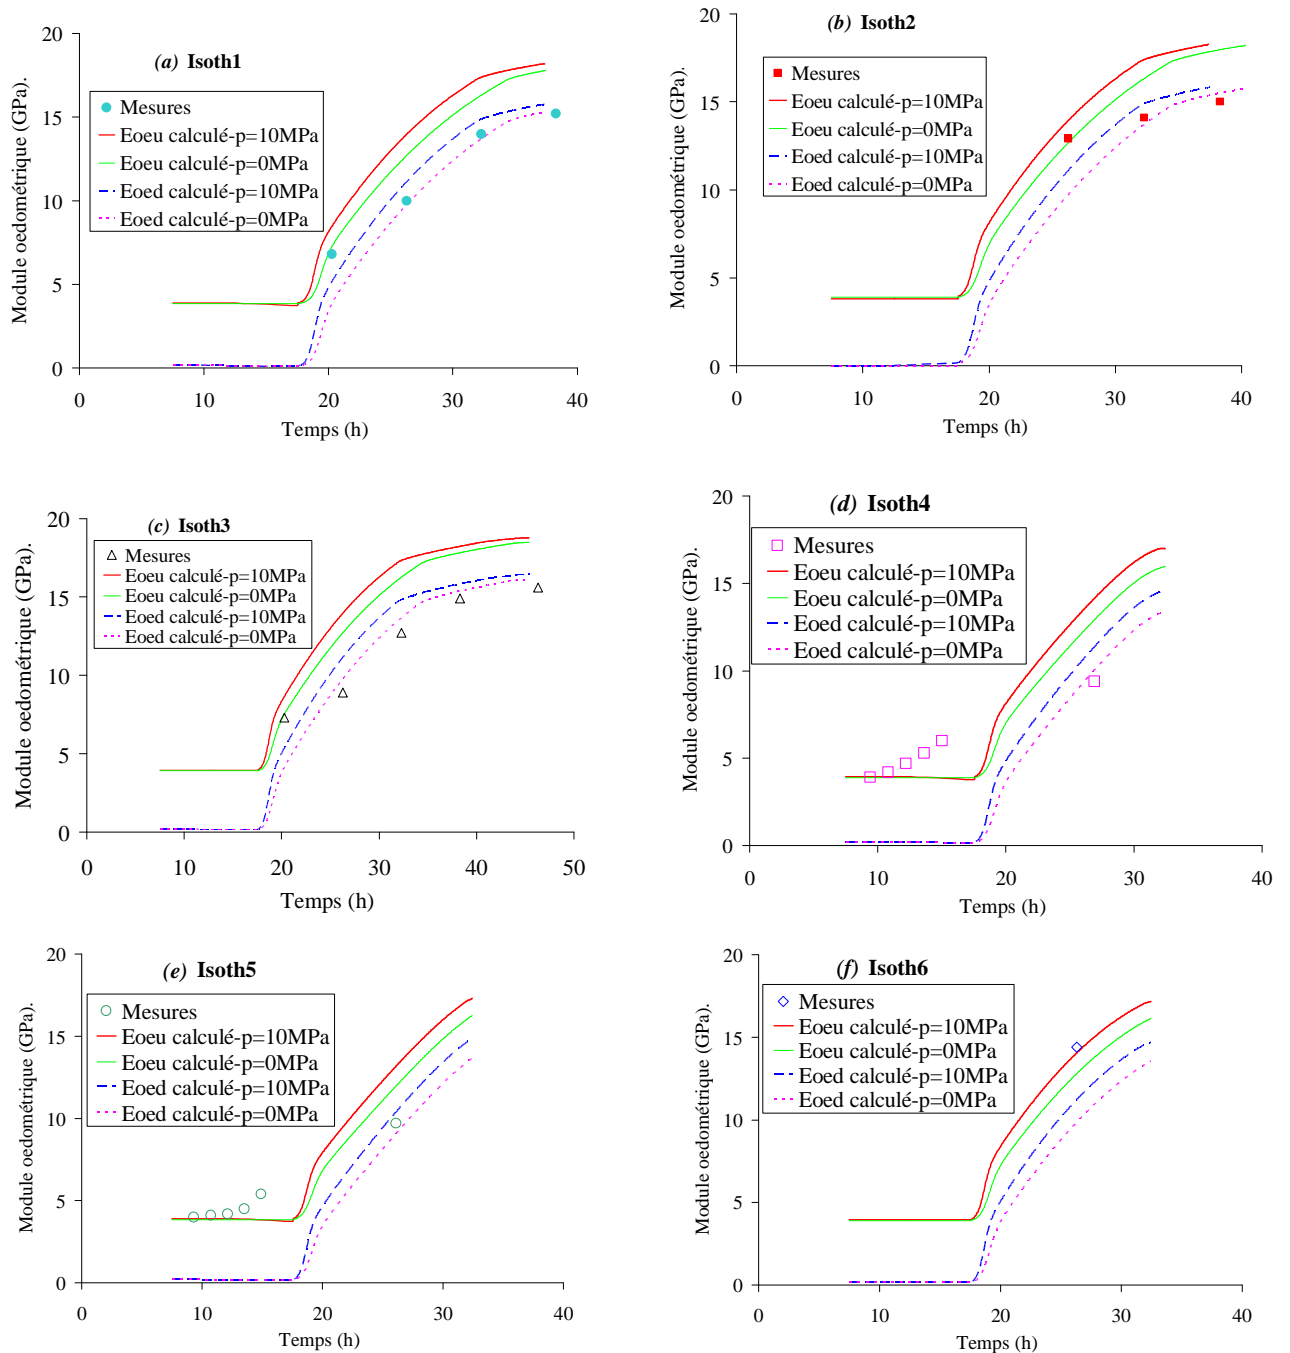 (a) Isoth1
Module oedométrique (GPa).
20
15
10
5
0
Mesures
Eoeu calculé-p=10MPa
Eoeu calculé-p=0MPa
Eoed calculé-p=10MPa
Eoed calculé-p=0MPa
0 10 20 30 40
Temps (h)
(b) Isoth2
Module oedométrique (GPa).
20
15
10
5
0
Mesures
Eoeu calculé-p=10MPa
Eoeu calculé-p=0MPa
Eoed calculé-p=10MPa
Eoed calculé-p=0MPa
0 10 20 30 40
Temps (h)
(c) Isoth3
Module oedométrique (GPa).
20
15
10
5
0
Mesures
Eoeu calculé-p=10MPa
Eoeu calculé-p=0MPa
Eoed calculé-p=10MPa
Eoed calculé-p=0MPa
0 10 20 30 40 50
Temps (h)
(d) Isoth4
Module oedométrique (GPa).
20
15
10
5
0
Mesures
Eoeu calculé-p=10MPa
Eoeu calculé-p=0MPa
Eoed calculé-p=10MPa
Eoed calculé-p=0MPa
0 10 20 30 40
Temps (h)
(e) Isoth5
Module oedométrique (GPa).
20
15
10
5
0
Mesures
Eoeu calculé-p=10MPa
Eoeu calculé-p=0MPa
Eoed calculé-p=10MPa
Eoed calculé-p=0MPa
0 10 20 30 40
Temps (h)
(f) Isoth6
Module oedométrique (GPa).
20
15
10
5
0
Mesures
Eoeu calculé-p=10MPa
Eoeu calculé-p=0MPa
Eoed calculé-p=10MPa
Eoed calculé-p=0MPa
0 10 20 30 40
Temps (h)